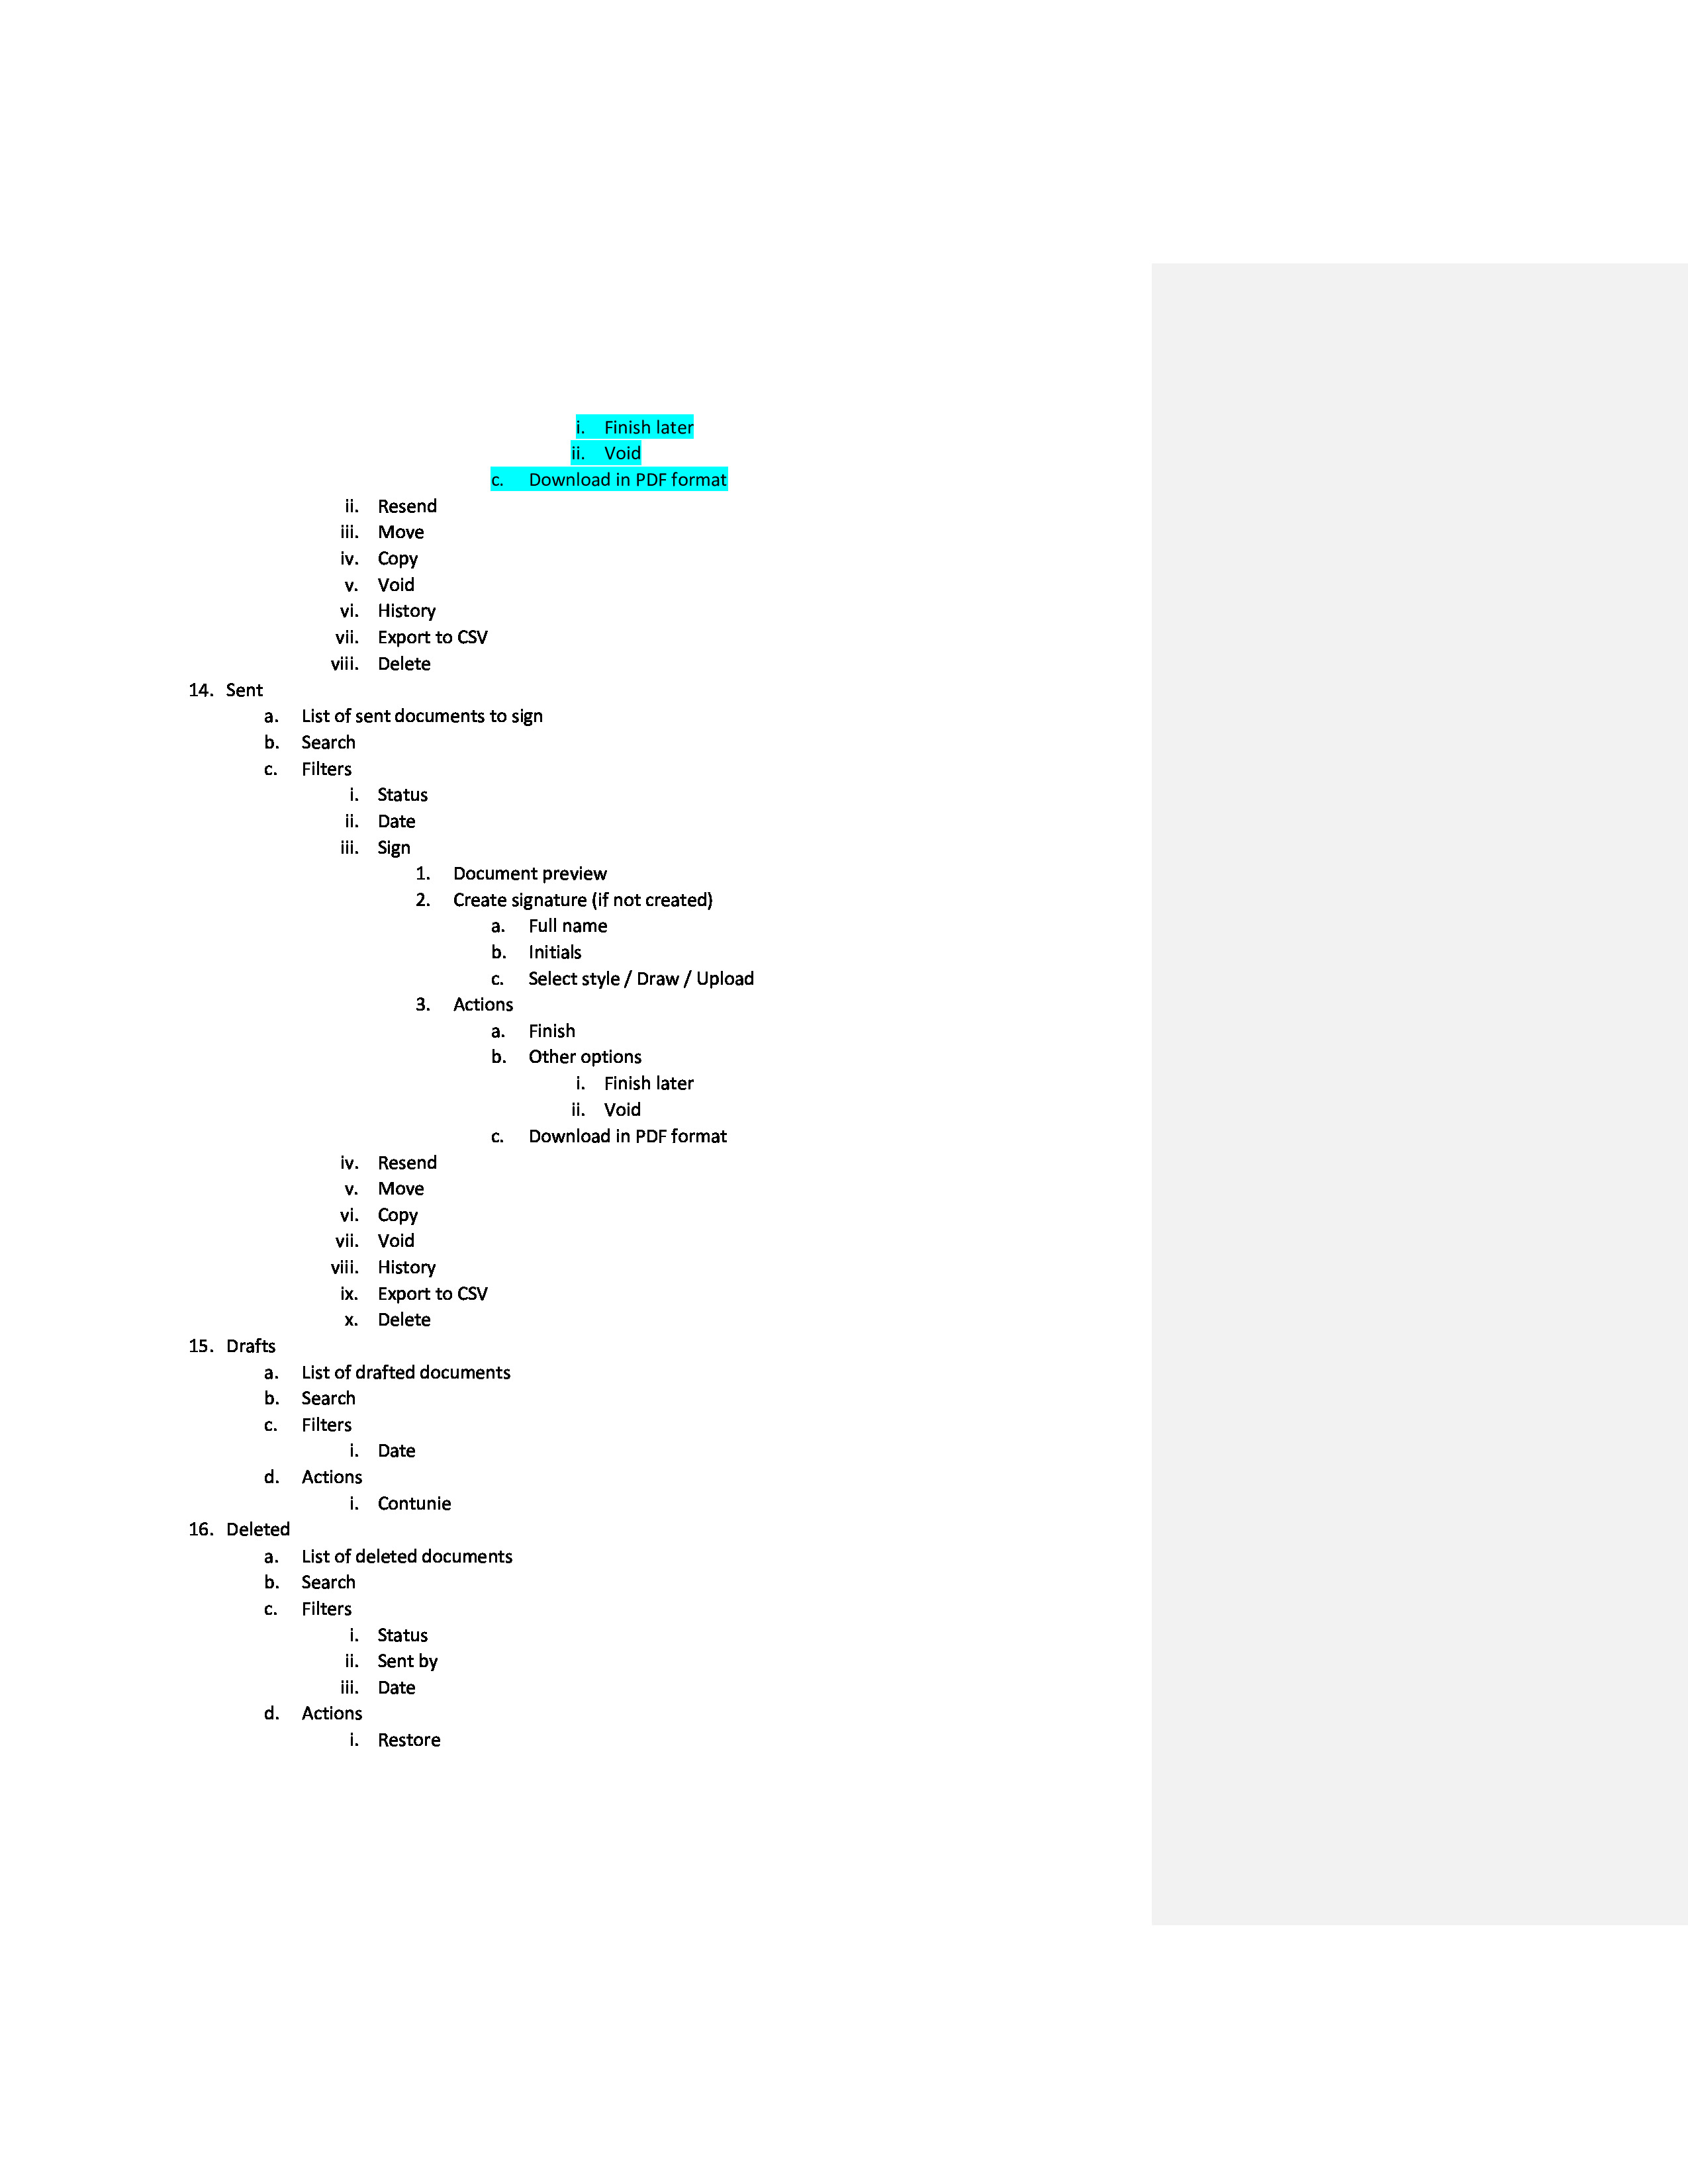 i. Finish later
ii. Void
c. Download in PDF format
ii. Resend
iii. Move
iv. Copy
v. Void
vi. History
vii. Export to CSV
viii. Delete
14. Sent
a. List of sent documents to sign
b. Search
c. Filters
i. Status
ii. Date
iii. Sign
1. Document preview
2. Create signature (if not created)
a. Full name
b. Initials
c. Select style / Draw / Upload
3. Actions
a. Finish
b. Other options
i. Finish later
ii. Void
c. Download in PDF format
iv. Resend
v. Move
vi. Copy
vii. Void
viii. History
ix. Export to CSV
x. Delete
15. Drafts
a. List of drafted documents
b. Search
c. Filters
i. Date
d. Actions
i. Contunie
16. Deleted
a. List of deleted documents
b. Search
c. Filters
i. Status
ii. Sent by
iii. Date
d. Actions
i. Restore